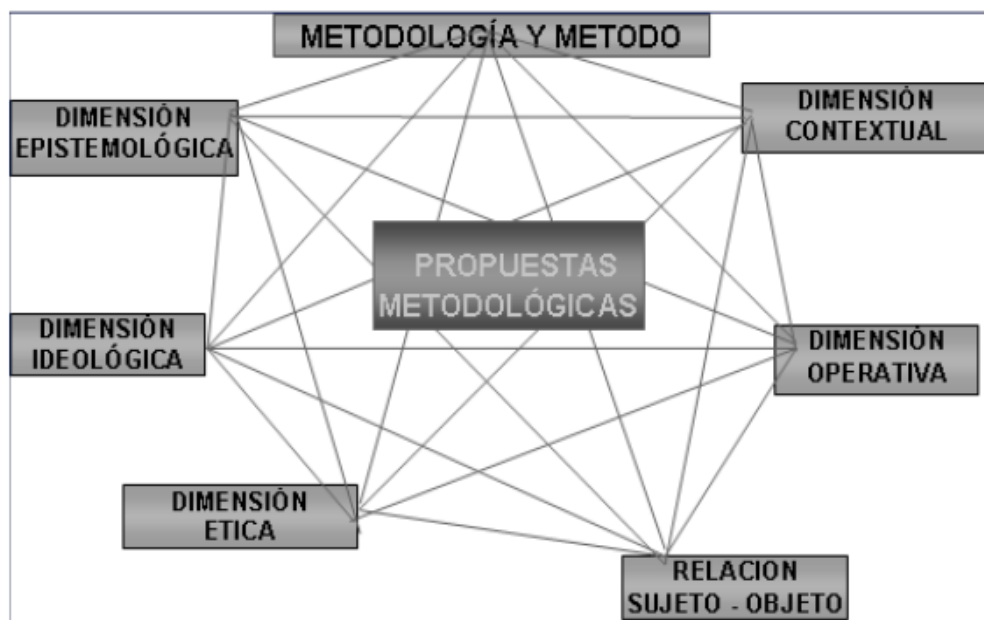 METODOLOGÍA Y METODO
DIMENSIÓN
EPISTEMOLÓGICA
DIMENSIÓN
CONTEXTUAL
PROPUESTAS
METODOLÓGICAS
DIMENSIÓN
IDEOLÓGICA
DIMENSIÓN
OPERATIVA
DIMENSIÓN
ETICA
RELACION
SUJETO - OBJETO